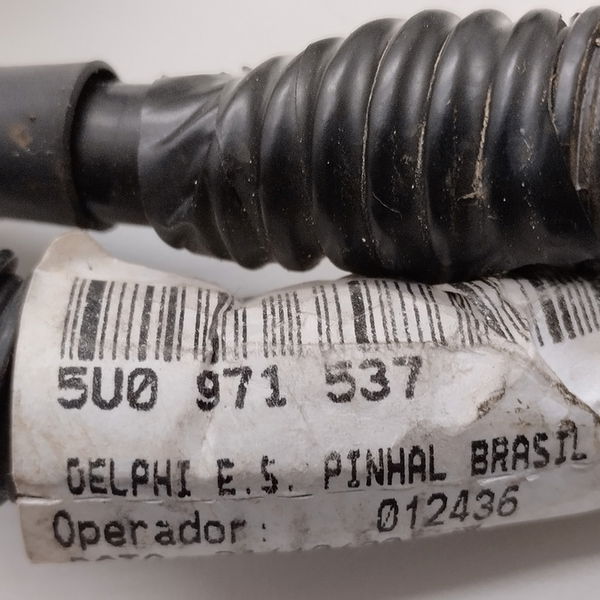 5U0 971 537
DELPHI E.S. PINHAL BRASIL
Operador: 012436